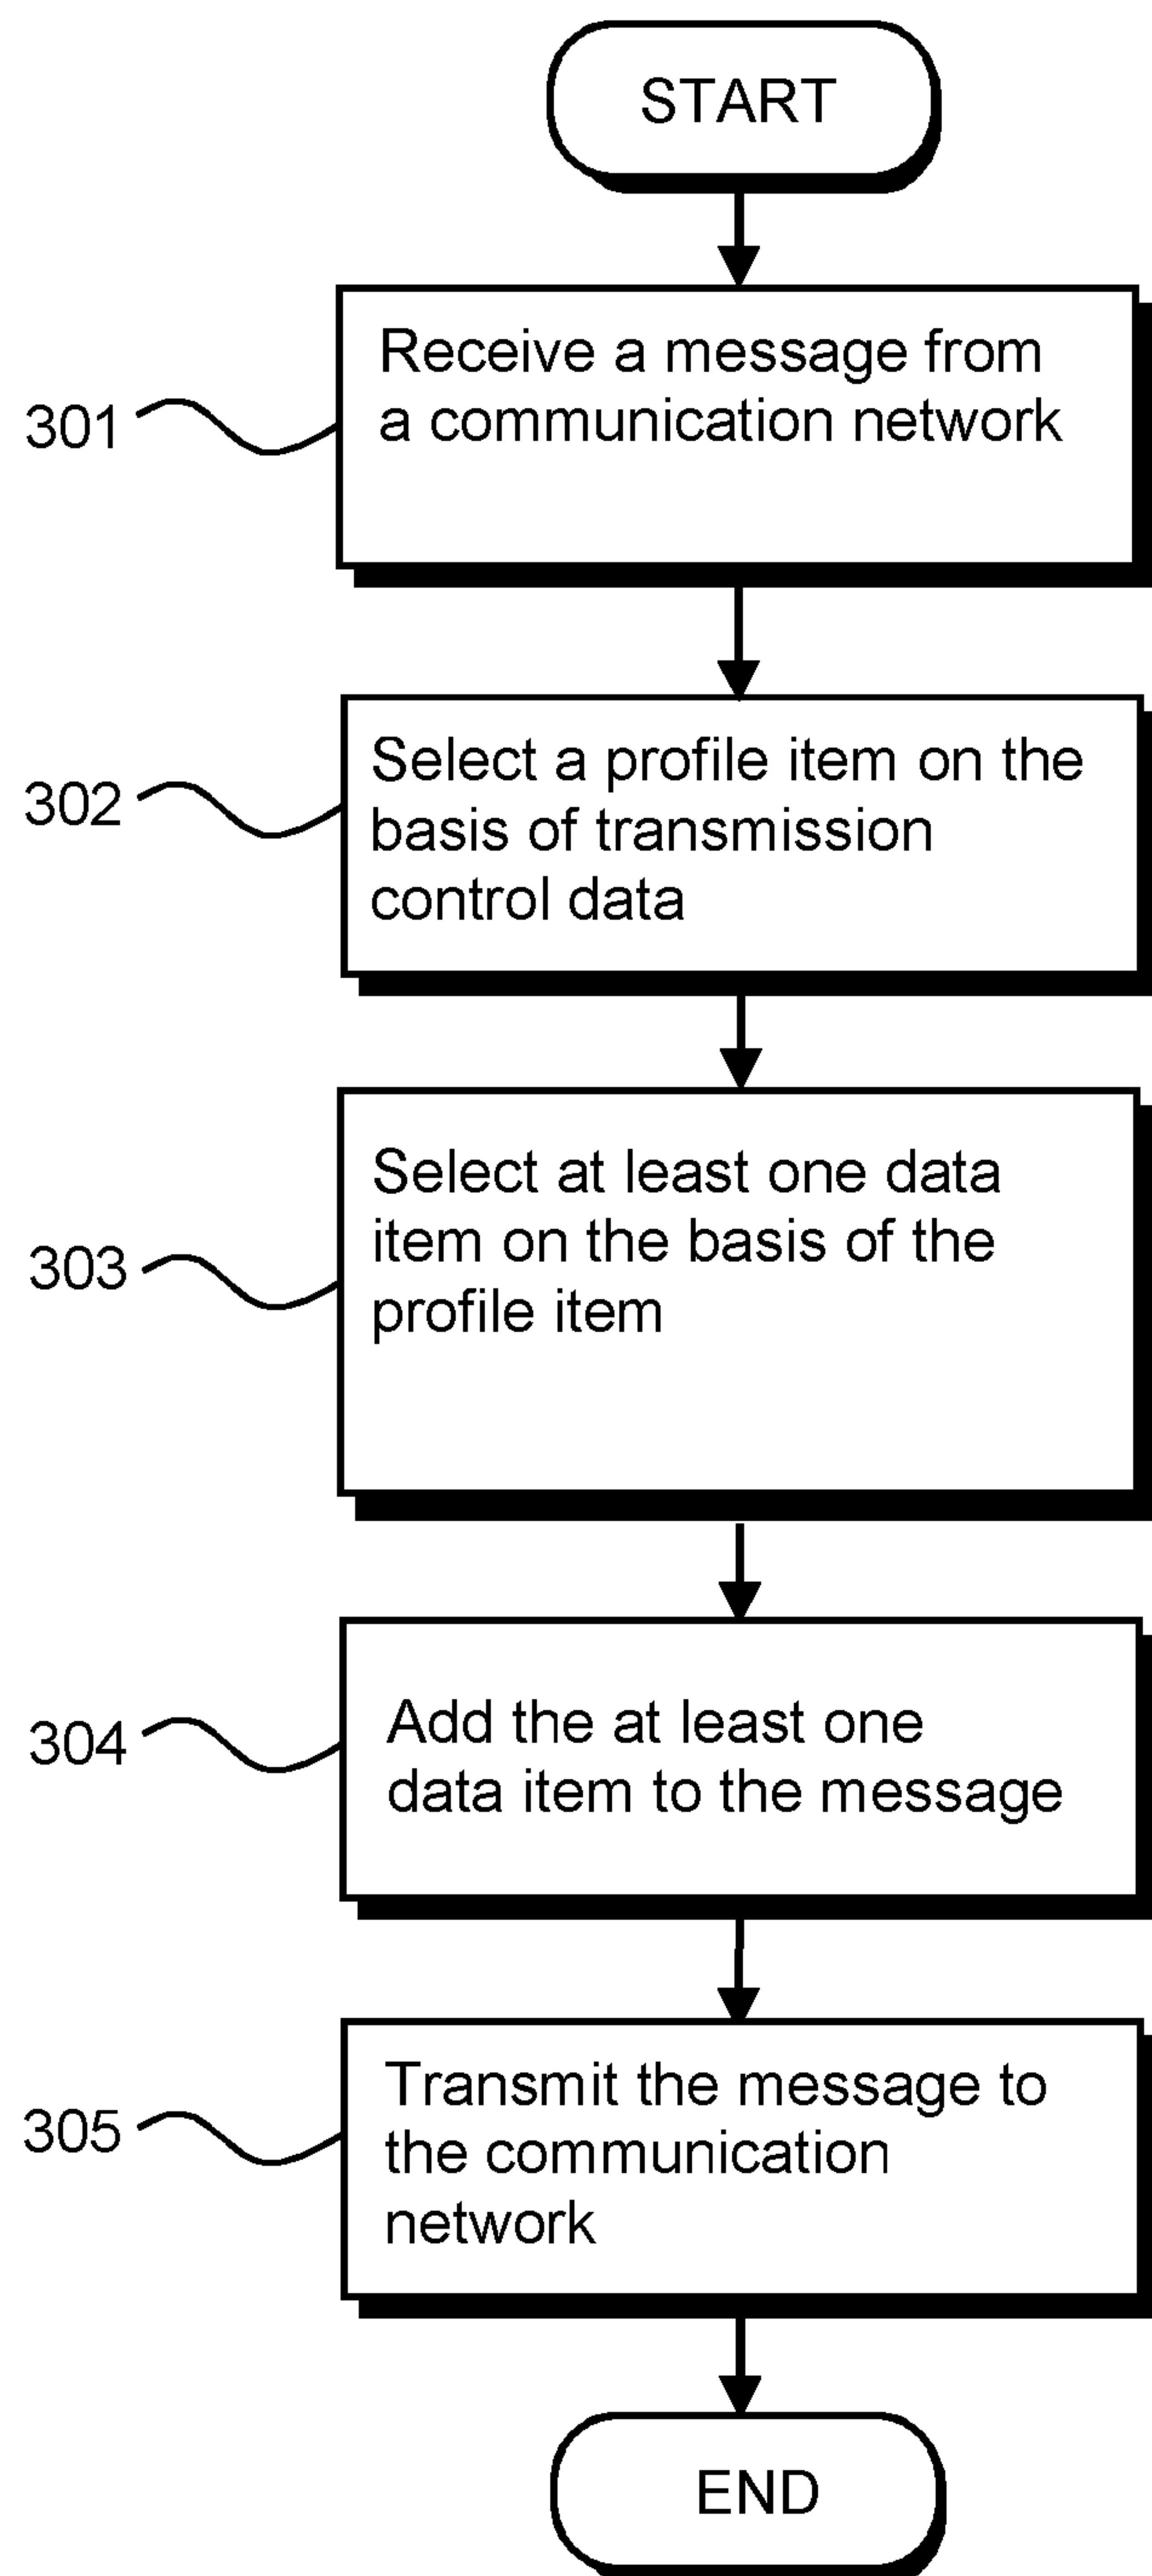 START
301
Receive a message from
a communication network
302
Select a profile item on the
basis of transmission
control data
303
Select at least one data
item on the basis of the
profile item
304
Add the at least one
data item to the message
305
Transmit the message to
the communication
network
END